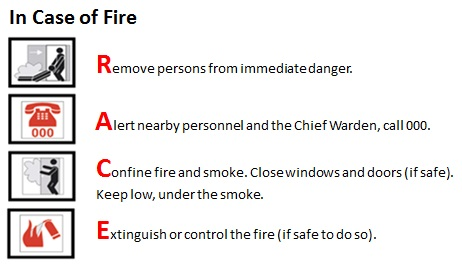 In Case of Fire
Remove persons from immediate danger.
000
Alert nearby personnel and the Chief Warden, call 000.
Confine fire and smoke. Close windows and doors (if safe).
Keep low, under the smoke.
Extinguish or control the fire (if safe to do so).